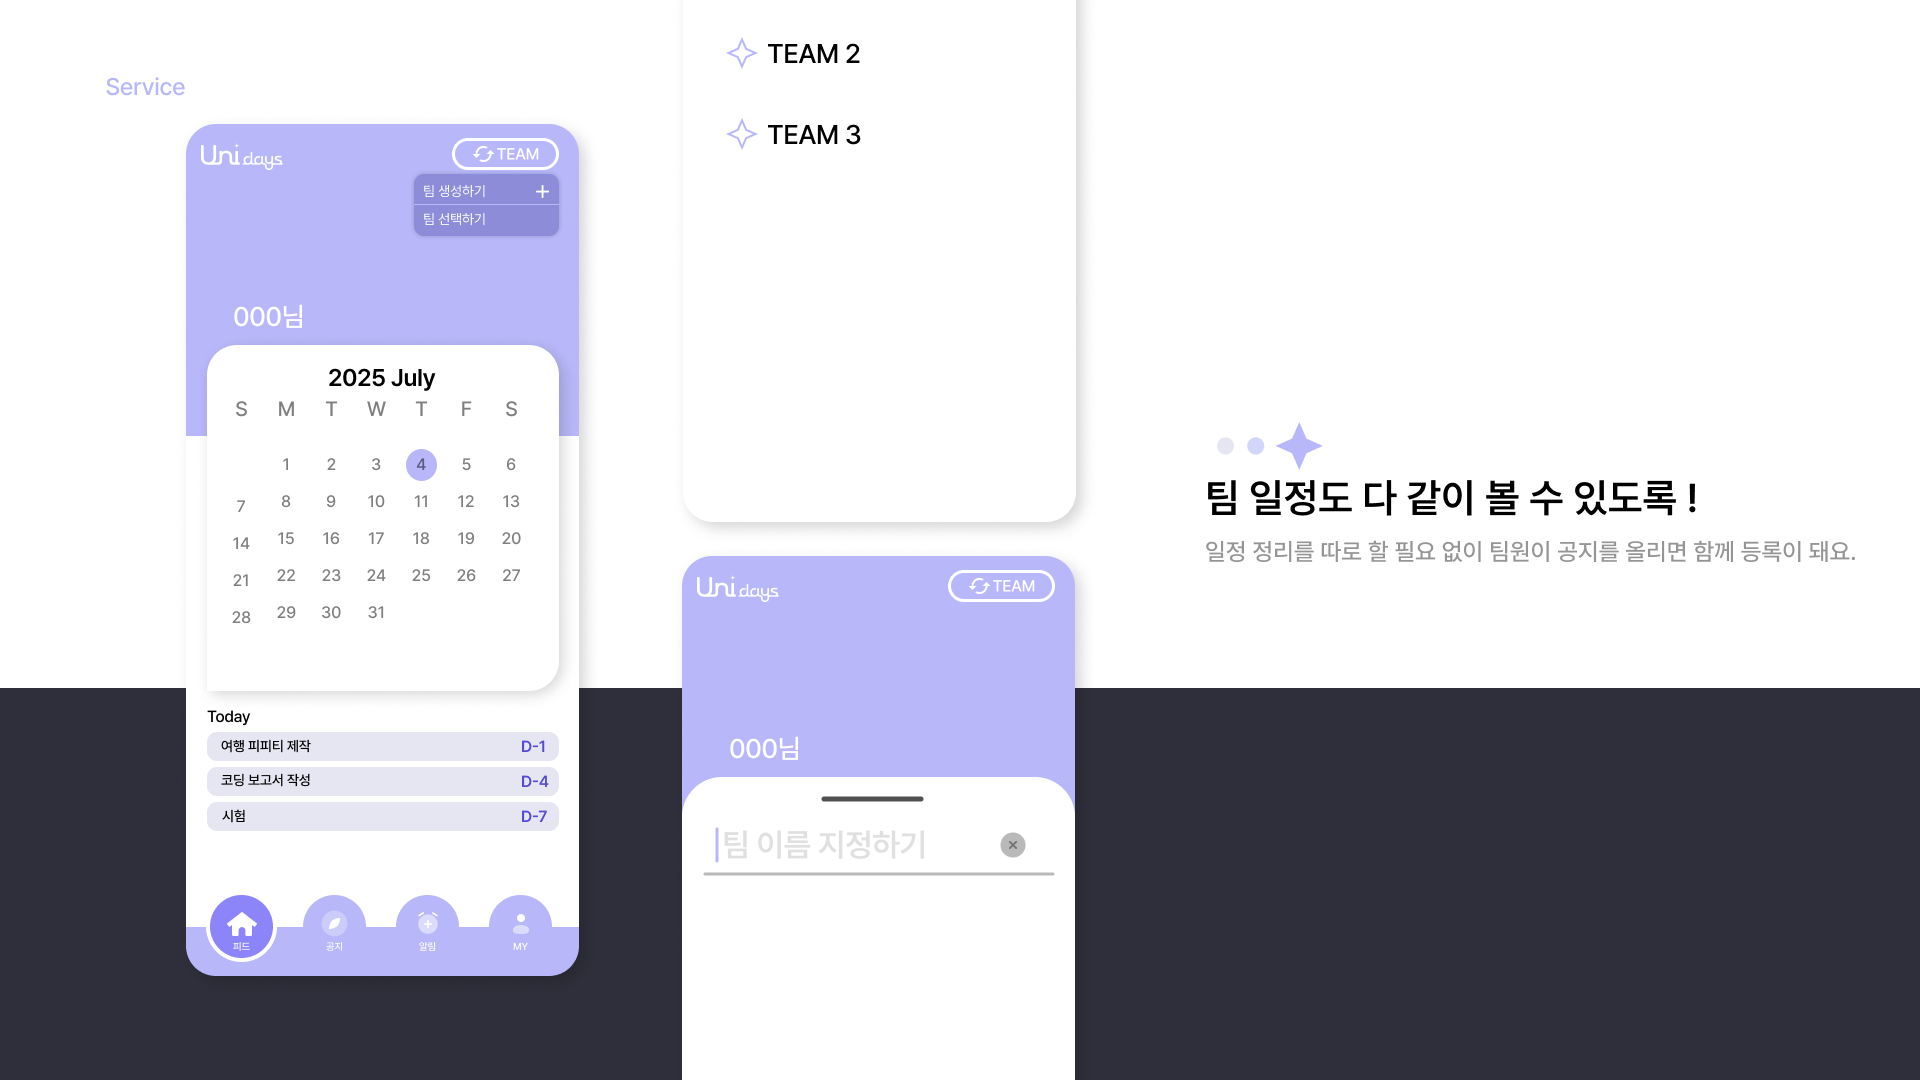 Service
Uni days
TEAM
팀 생성하기
팀 선택하기
000님
2025 July
S M T W T F S
1 2 3 4 5 6
7 8 9 10 11 12 13
14 15 16 17 18 19 20
21 22 23 24 25 26 27
28 29 30 31
Today
여행 피피티 제작 D-1
코딩 보고서 작성 D-4
시험 D-7
피드 공지 알림 MY
TEAM 2
TEAM 3
Uni days
TEAM
000님
팀 이름 지정하기
팀 일정도 다 같이 볼 수 있도록 !
일정 정리를 따로 할 필요 없이 팀원이 공지를 올리면 함께 등록이 돼요.